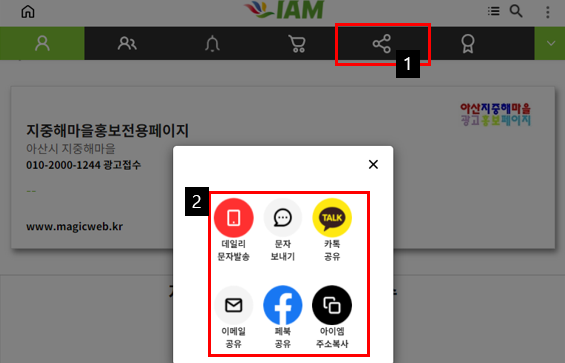 IAM
1
아산지중해마을
광고홍보페이지
지중해마을홍보전용페이지
아산시 지중해마을
010-2000-1244 광고접수
--
www.magicweb.kr
2
TALK
데일리 문자 카톡
문자발송 보내기 공유
이메일 페북 아이엠
공유 공유 주소복사